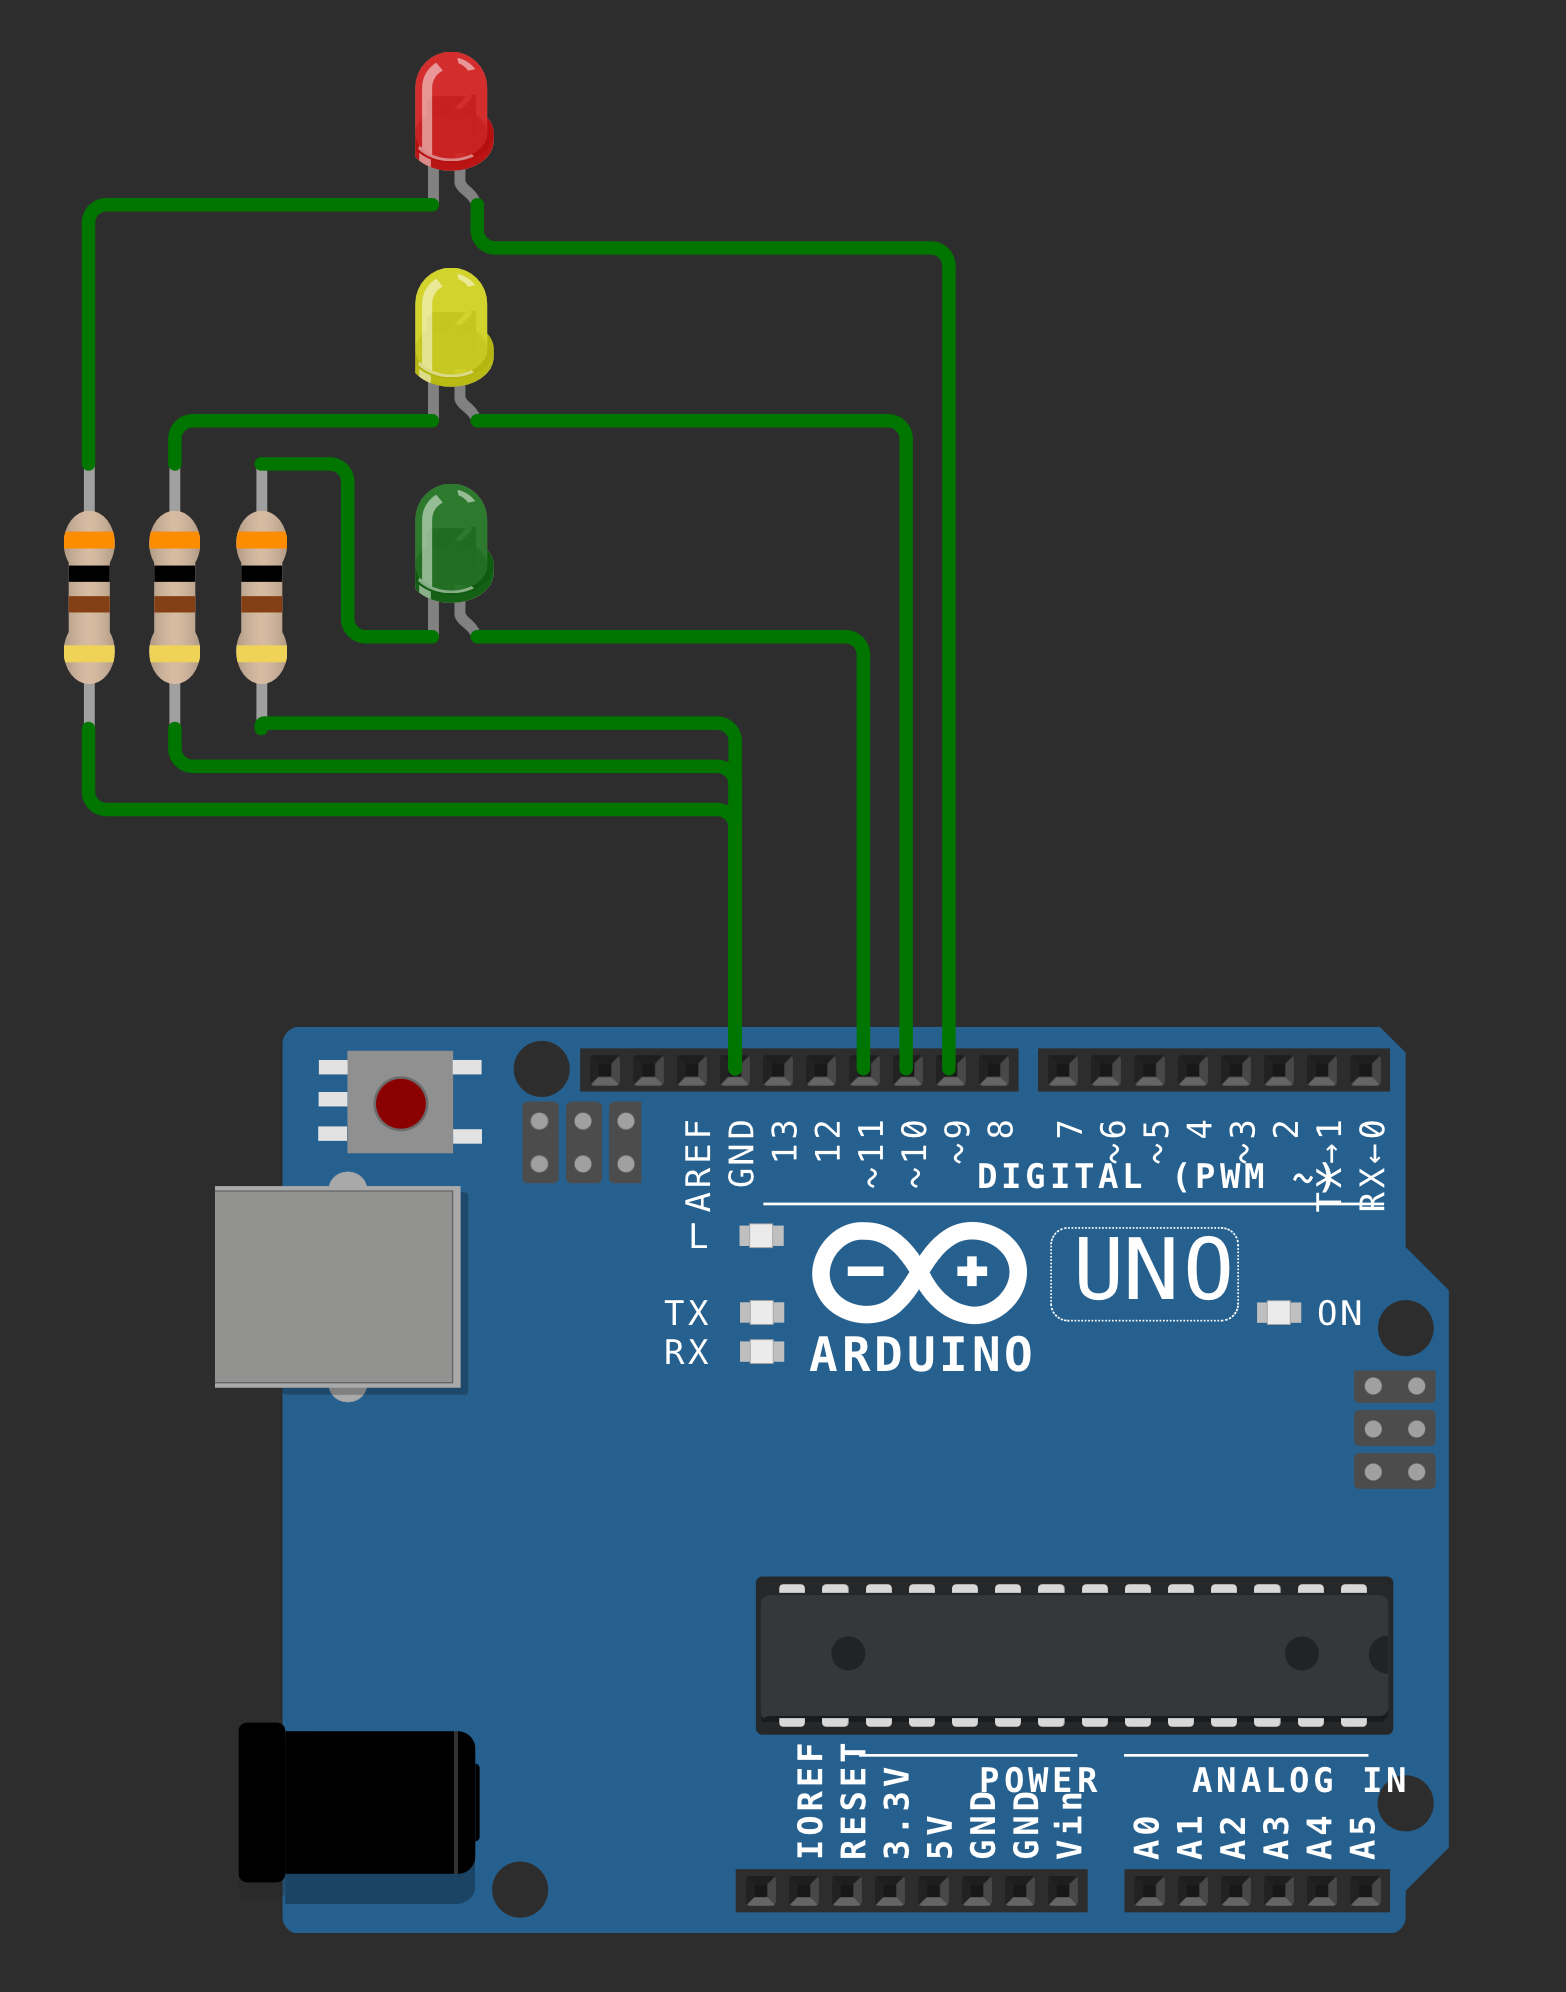 AREF
GND
13
12
~11
~10
~9
8
7
~6
~5
4
~3
2
TX→1
RX←0
DIGITAL (PWM ~)
L
TX
RX
ARDUINO
UNO
ON
IOREF
RESET
3.3V
5V
GND
GND
Vin
POWER
ANALOG IN
A0
A1
A2
A3
A4
A5